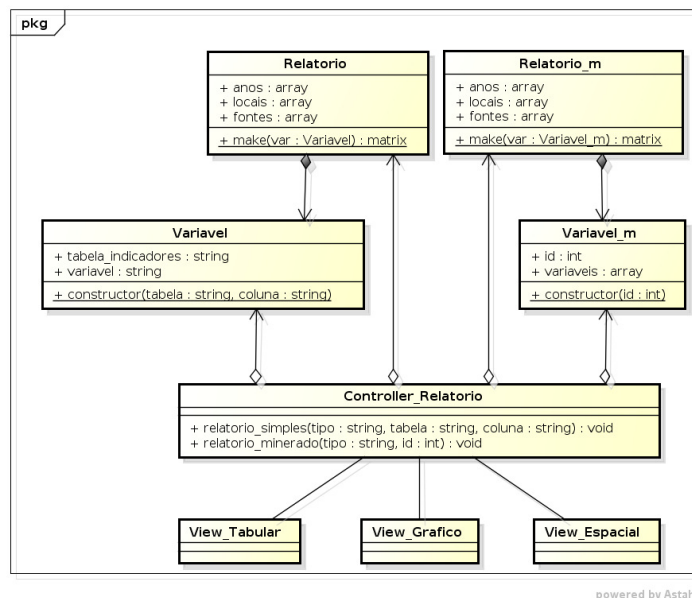 pkg
Relatorio
+ anos : array
+ locais : array
+ fontes : array
+ make(var : Variavel) : matrix
Relatorio_m
+ anos : array
+ locais : array
+ fontes : array
+ make(var : Variavel_m) : matrix
Variavel
+ tabela_indicadores : string
+ variavel : string
+ constructor(tabela : string, coluna : string)
Variavel_m
+ id : int
+ variaveis : array
+ constructor(id : int)
Controller_Relatorio
+ relatorio_simples(tipo : string, tabela : string, coluna : string) : void
+ relatorio_minerado(tipo : string, id : int) : void
View_Tabular
View_Grafico
View_Espacial
powered by Astah